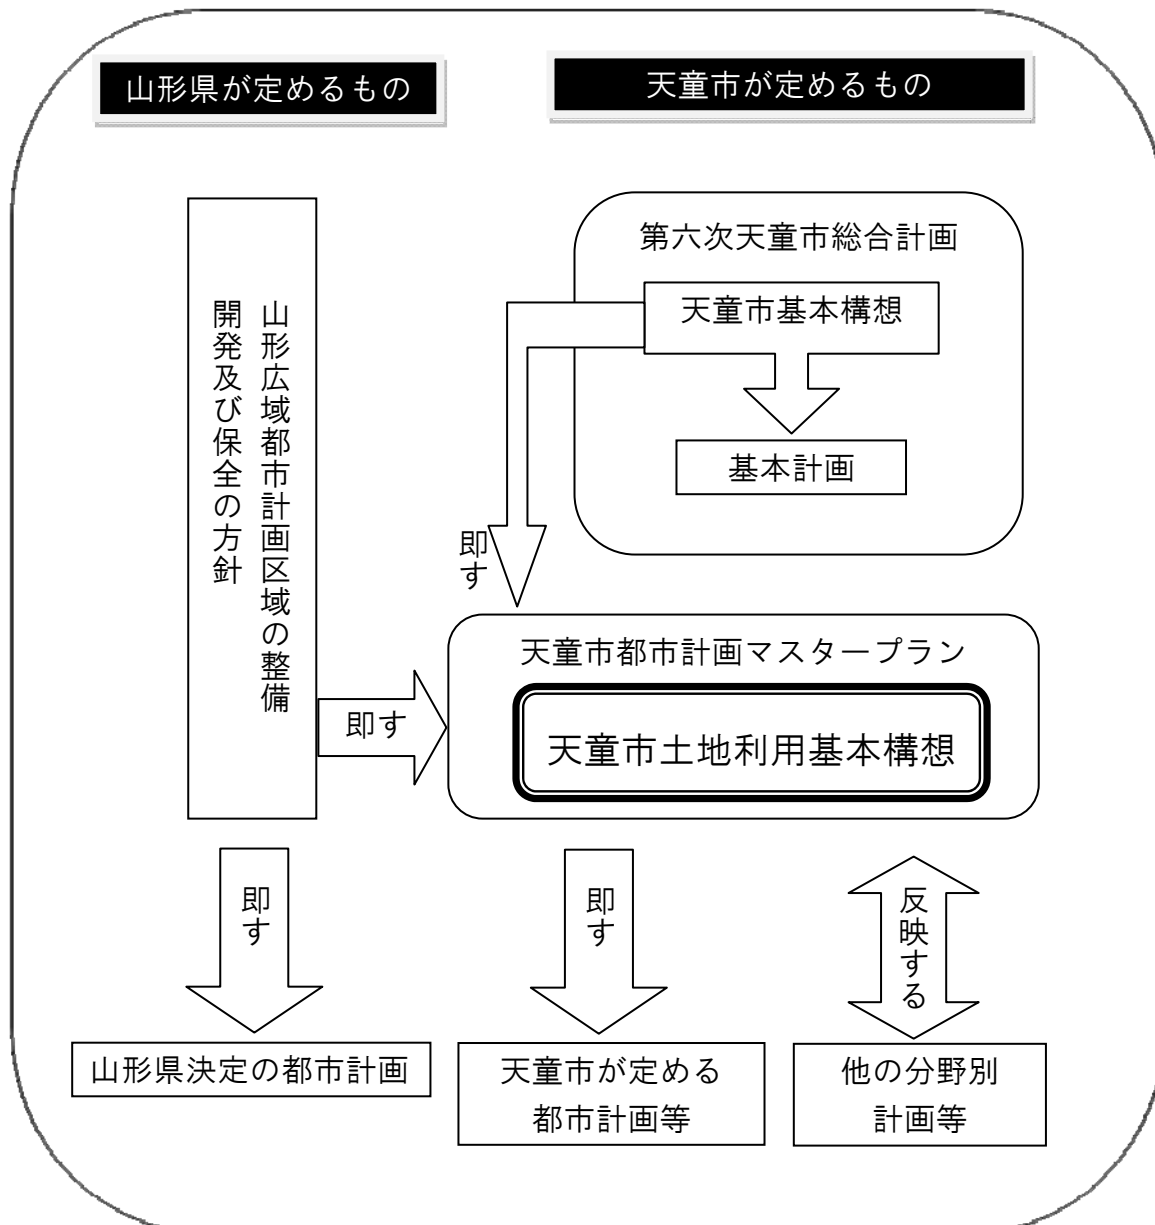 山形県が定めるもの
天童市が定めるもの
第六次天童市総合計画
天童市基本構想
基本計画
山形広域都市計画区域の整備
開発及び保全の方針
即す
天童市都市計画マスタープラン
天童市土地利用基本構想
即す
即す
即す
反映する
山形県決定の都市計画
天童市が定める
都市計画等
他の分野別
計画等